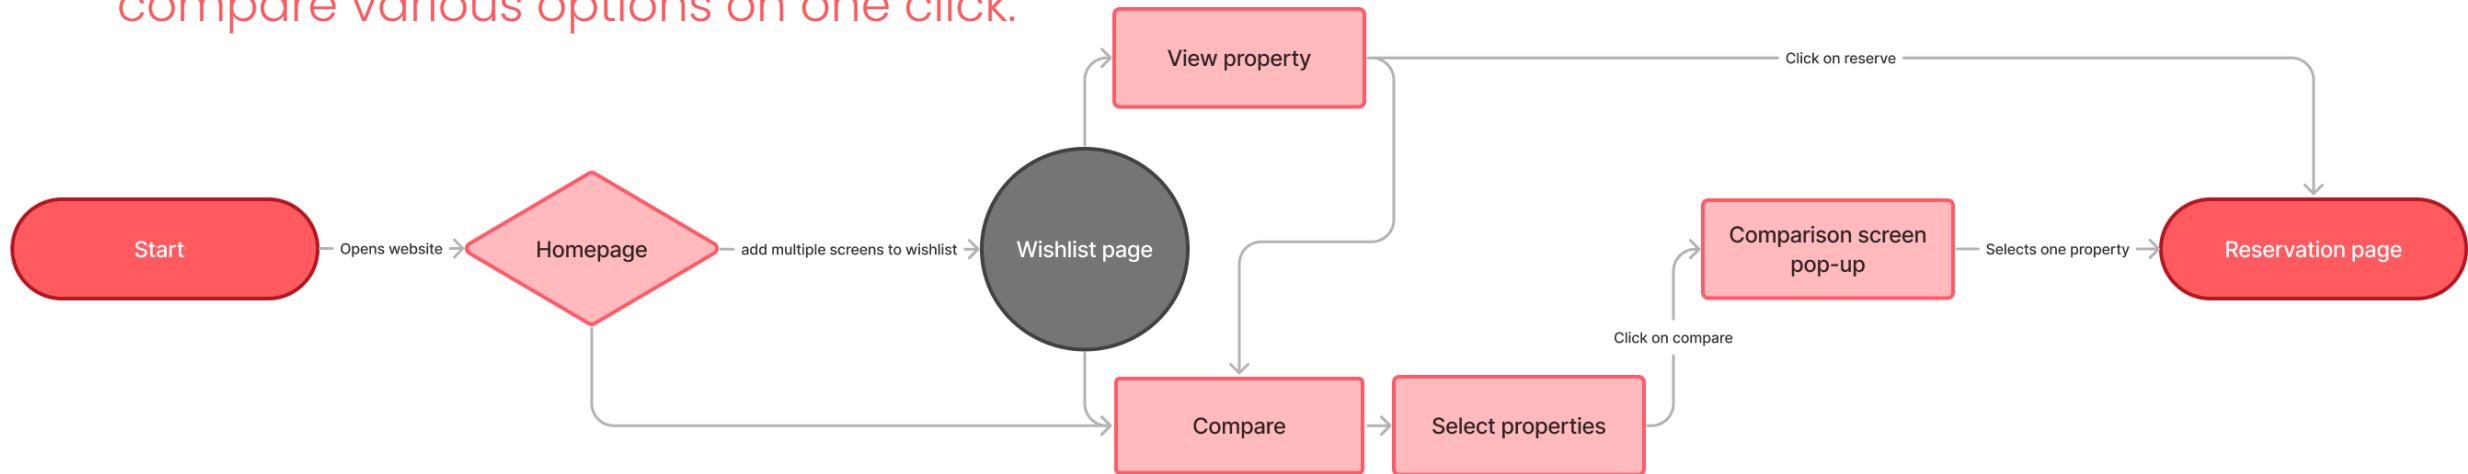 compare various options on one click.
View property
Click on reserve
Start
Opens website
Homepage
add multiple screens to wishlist
Wishlist page
Comparison screen
pop-up
Selects one property
Reservation page
Click on compare
Compare
Select properties